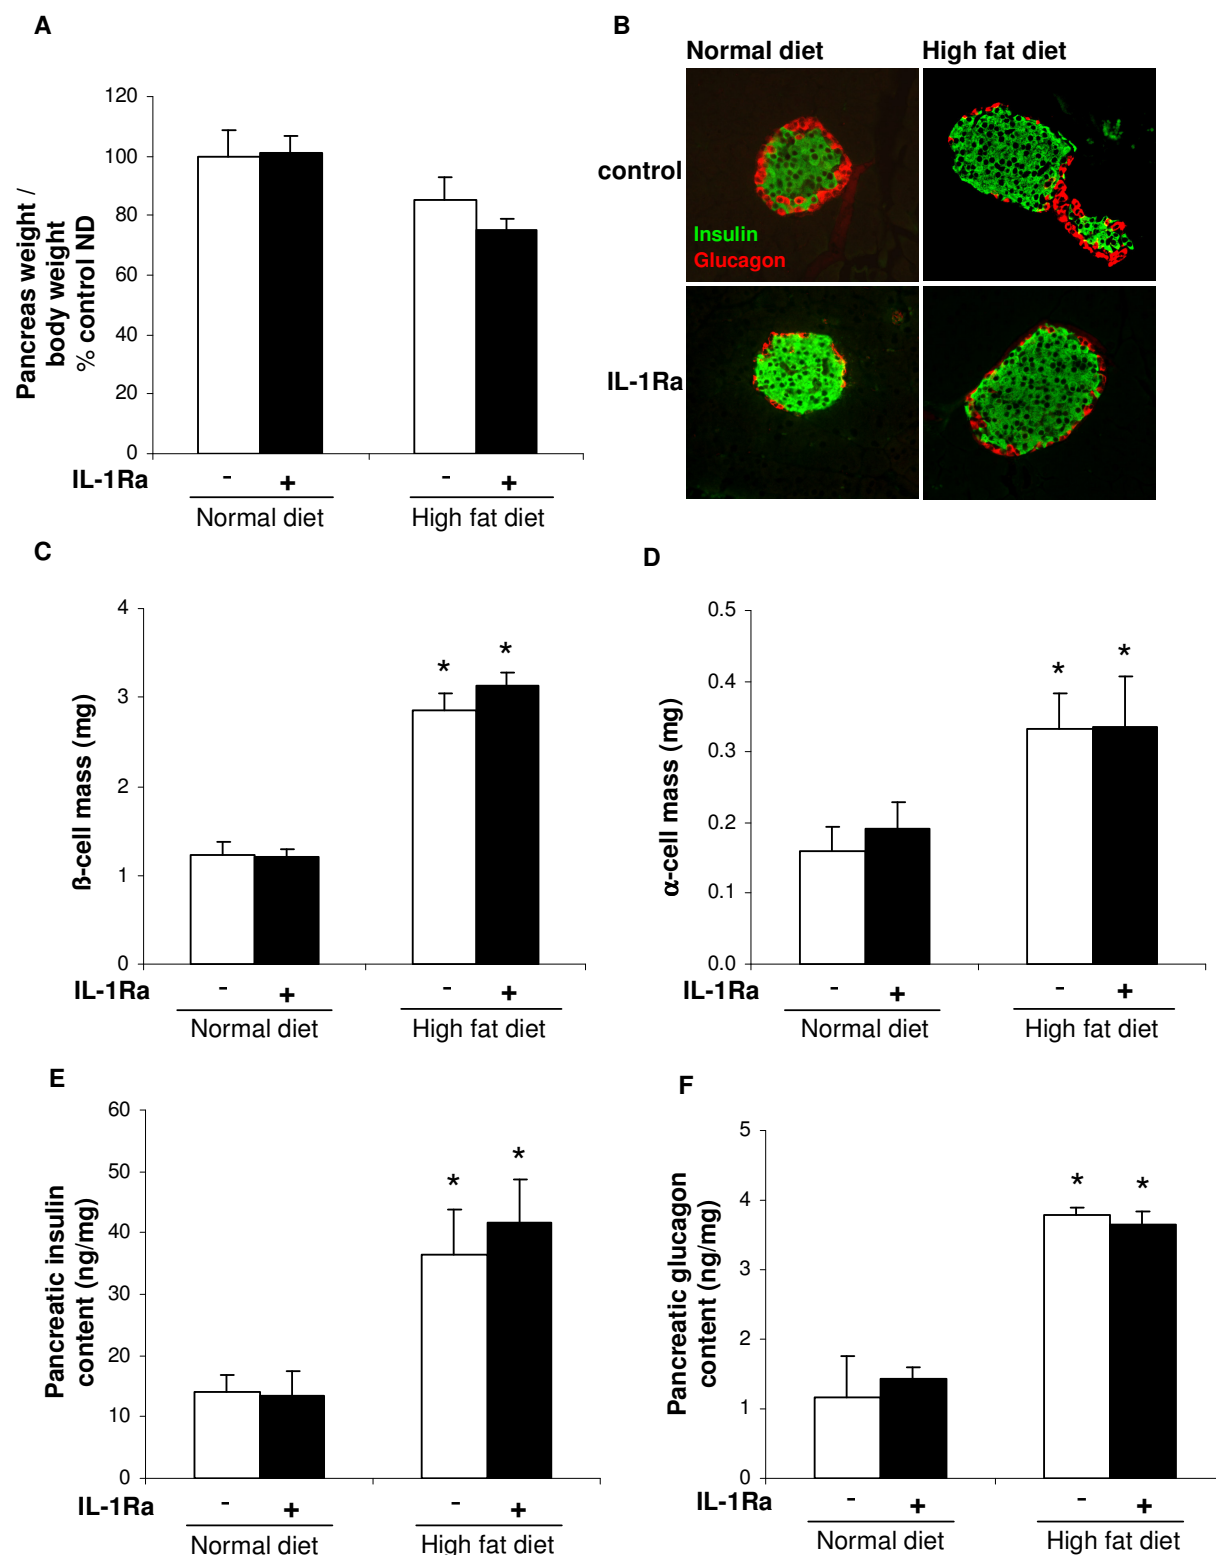 A
120
100
80
60
40
20
0
Pancreas weight /
body weight
% control ND
IL-1Ra - +  - +
Normal diet High fat diet
B
Normal diet High fat diet
control
Insulin
Glucagon
IL-1Ra
C
4
3
2
1
0
ß-cell mass (mg)
* *
IL-1Ra - + - +
Normal diet High fat diet
D
0.5
0.4
0.3
0.2
0.1
0.0
α-cell mass (mg)
* *
IL-1Ra - + - +
Normal diet High fat diet
E
60
50
40
30
20
10
0
Pancreatic insulin
content (ng/mg)
* *
IL-1Ra - + - +
Normal diet High fat diet
F
5
4
3
2
1
0
Pancreatic glucagon
content (ng/mg)
* *
IL-1Ra - + - +
Normal diet High fat diet